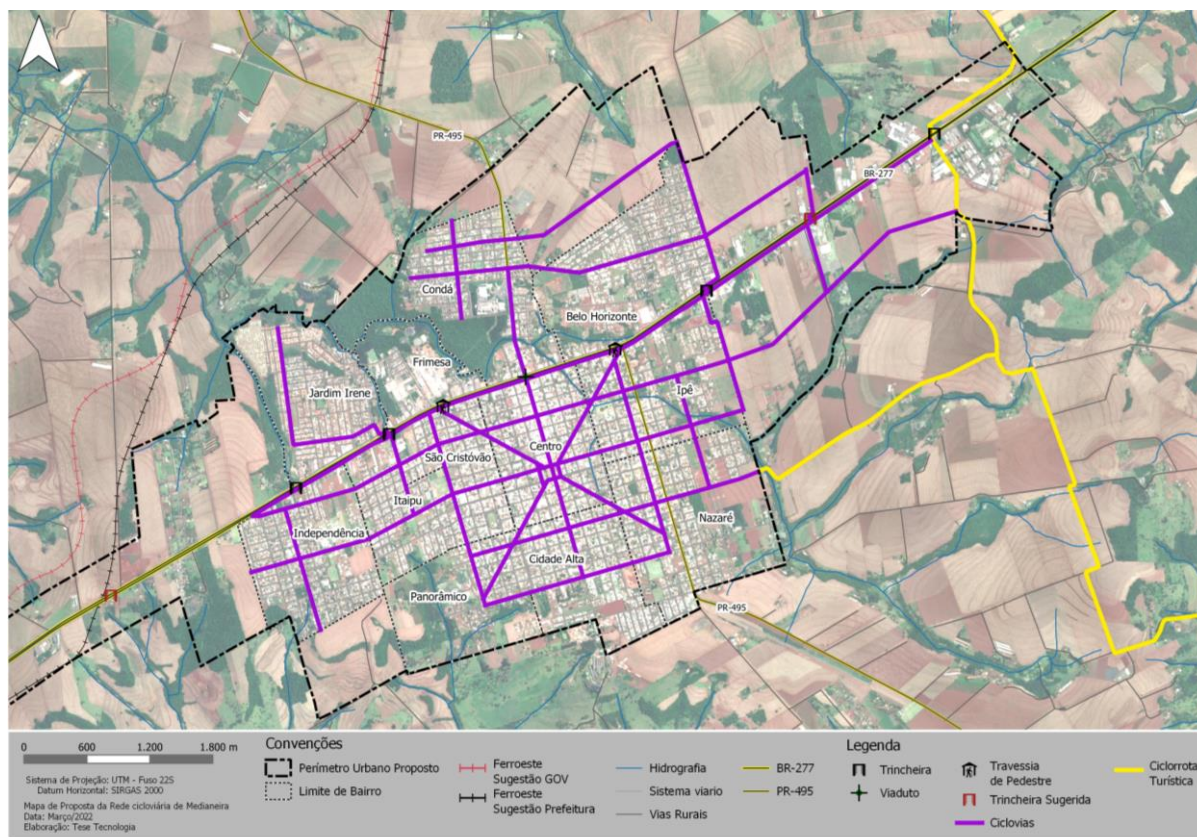 PR-495
BR-277
Condá
Belo Horizonte
Frimesa
Jardim Irene
Ipê
Centro
São Cristóvão
Itaipu
Nazaré
Independência
Cidade Alta
Panorâmico
PR-495
0 600 1.200 1.800 m
Sistema de Projeção: UTM - Fuso 22S
Datum Horizontal: SIRGAS 2000
Mapa de Proposta da Rede cicloviária de Medianeira
Data: Março/2022
Elaboração: Tese Tecnologia
Convenções
Perímetro Urbano Proposto
Limite de Bairro
Ferroeste
Sugestão GOV
Ferroeste
Sugestão Prefeitura
Hidrografia
Sistema viario
Vias Rurais
BR-277
PR-495
Legenda
Trincheira
Viaduto
Travessia
de Pedestre
Trincheira Sugerida
Ciclovias
Ciclorrota
Turística